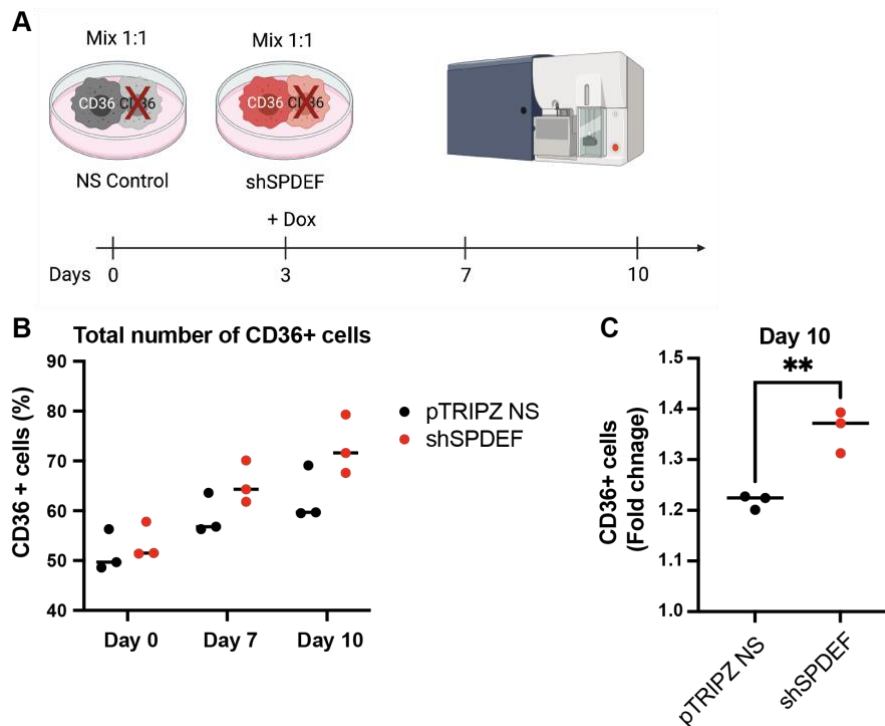 A
Mix 1:1
Mix 1:1
CD36
CD36
CD36
CD36
NS Control
shSPDEF
+ Dox
Days 0 3 7 10
B
Total number of CD36+ cells
CD36 + cells (%)
90
80
70
60
50
40
Day 0 Day 7 Day 10
pTRIPZ NS
shSPDEF
C
Day 10
**
CD36+ cells
(Fold chnage)
1.5
1.4
1.3
1.2
1.1
1.0
pTRIPZ NS
shSPDEF